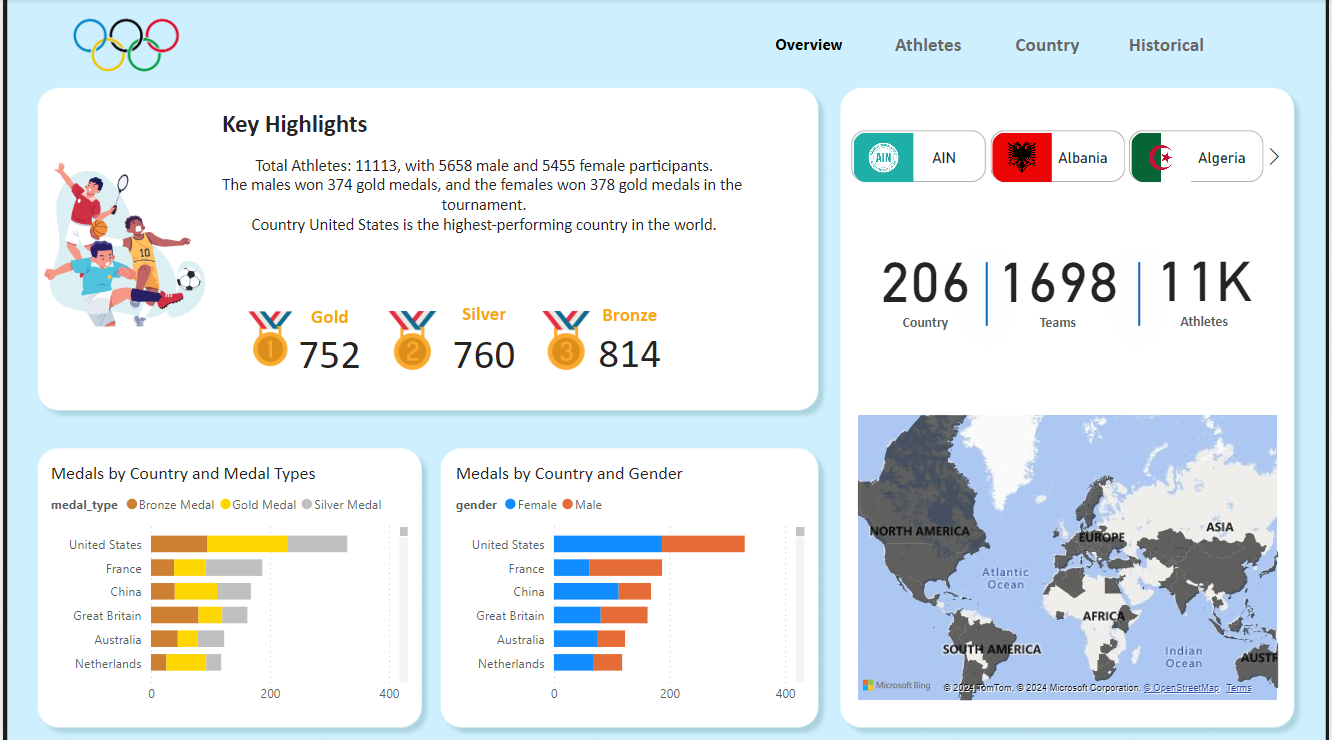 Overview
Athletes
Country
Historical
Key Highlights
Total Athletes: 11113, with 5658 male and 5455 female participants.
The males won 374 gold medals, and the females won 378 gold medals in the
tournament.
Country United States is the highest-performing country in the world.
10
1
Gold
752
2
Silver
760
3
Bronze
814
AIN
AIN
Albania
Algeria
206
Country
1698
Teams
11K
Athletes
Medals by Country and Medal Types
medal_type Bronze Medal Gold Medal Silver Medal
United States
France
China
Great Britain
Australia
Netherlands
0 200 400
Medals by Country and Gender
gender Female Male
United States
France
China
Great Britain
Australia
Netherlands
0 200 400
NORTH AMERICA
EUROPE
ASIA
Atlantic
Ocean
AFRICA
SOUTH AMERICA
Indian
Ocean
AUSTR
Microsoft Bing
© 2024 TomTom, © 2024 Microsoft Corporation, © OpenStreetMap Terms